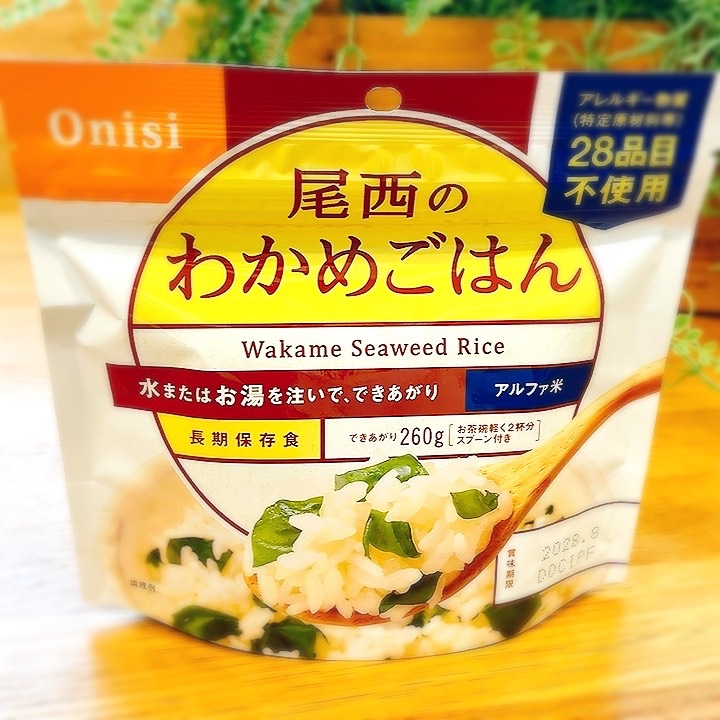 Onisi
アレルギー物質
(特定原材料等)
28品目
不使用
尾西の
わかめごはん
Wakame Seaweed Rice
水またはお湯を注いで、できあがり
アルファ米
長期保存食
できあがり260g
お茶碗軽く2杯分
スプーン付き
賞味期限
2028.8
DDCIPF
調理例